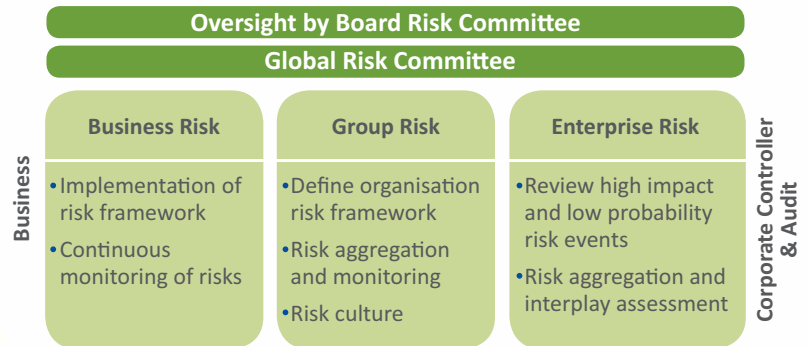 Oversight by Board Risk Committee
Global Risk Committee
Business
Business Risk
•Implementation of
risk framework
•Continuous
monitoring of risks
Group Risk
•Define organisation
risk framework
•Risk aggregation
and monitoring
•Risk culture
Enterprise Risk
•Review high impact
and low probability
risk events
•Risk aggregation and
interplay assessment
Corporate Controller
& Audit